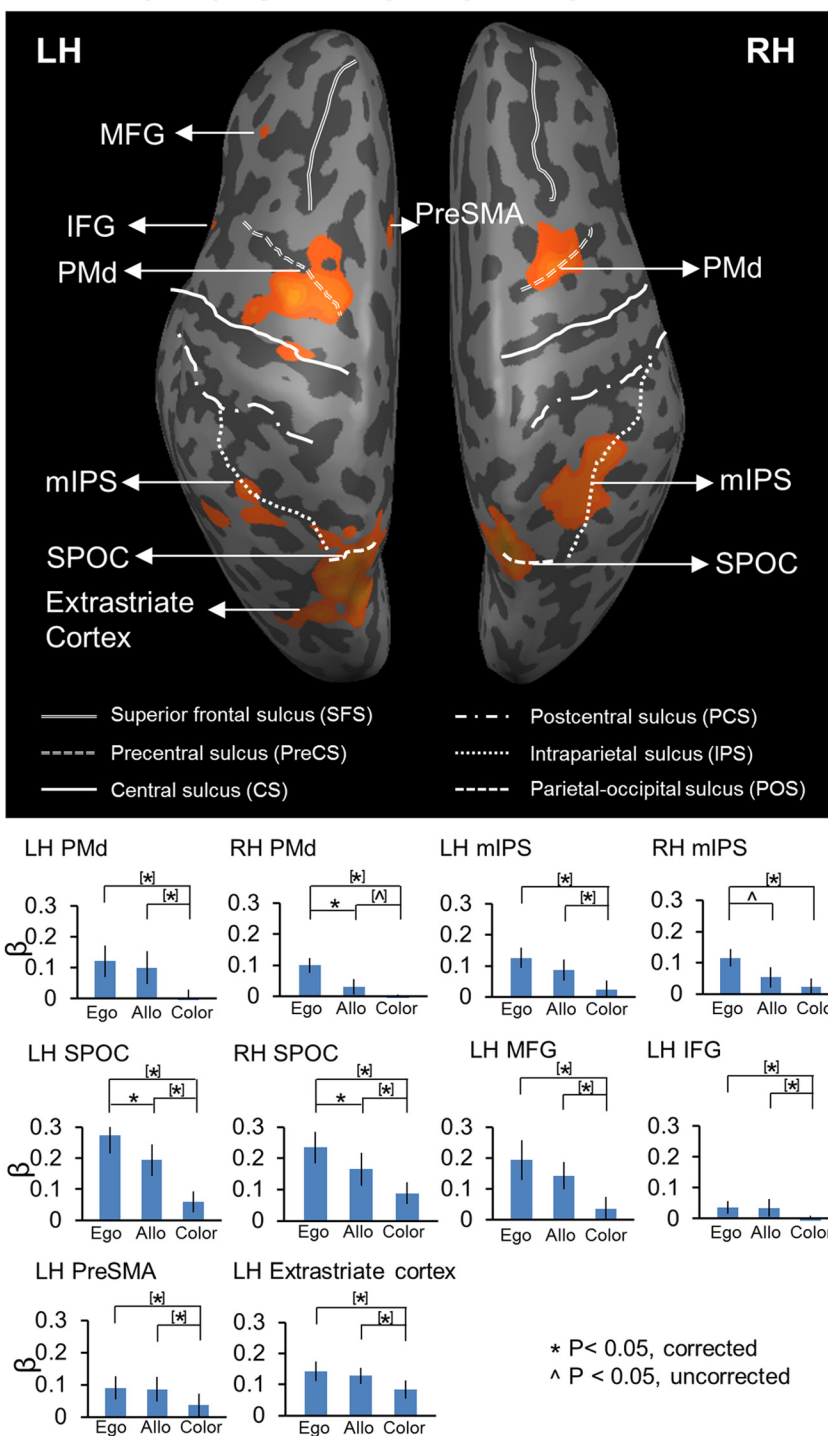 LH RH
MFG
IFG PreSMA
PMd PMd
mIPS mIPS
SPOC SPOC
Extrastriate
Cortex
Superior frontal sulcus (SFS) Postcentral sulcus (PCS)
Precentral sulcus (PreCS) Intraparietal sulcus (IPS)
Central sulcus (CS) Parietal-occipital sulcus (POS)
LH PMd RH PMd LH mIPS RH mIPS
[*] [*] [*] [*]
[*] * [^] [*] ^
0.3 0.3 0.3 0.3
0.2 0.2 0.2 0.2
β 0.1 0.1 0.1 0.1
0 0 0 0
Ego Allo Color Ego Allo Color Ego Allo Color Ego Allo Color
LH SPOC RH SPOC LH MFG LH IFG
[*] [*] [*] [*]
* [*] * [*] [*] [*]
0.3 0.3 0.3 0.3
0.2 0.2 0.2 0.2
β 0.1 0.1 0.1 0.1
0 0 0 0
Ego Allo Color Ego Allo Color Ego Allo Color Ego Allo Color
LH PreSMA LH Extrastriate cortex
[*] [*]
[*] [*]
0.3 0.3
0.2 0.2
β 0.1 0.1
0 0
Ego Allo Color Ego Allo Color
* P< 0.05, corrected
^ P < 0.05, uncorrected